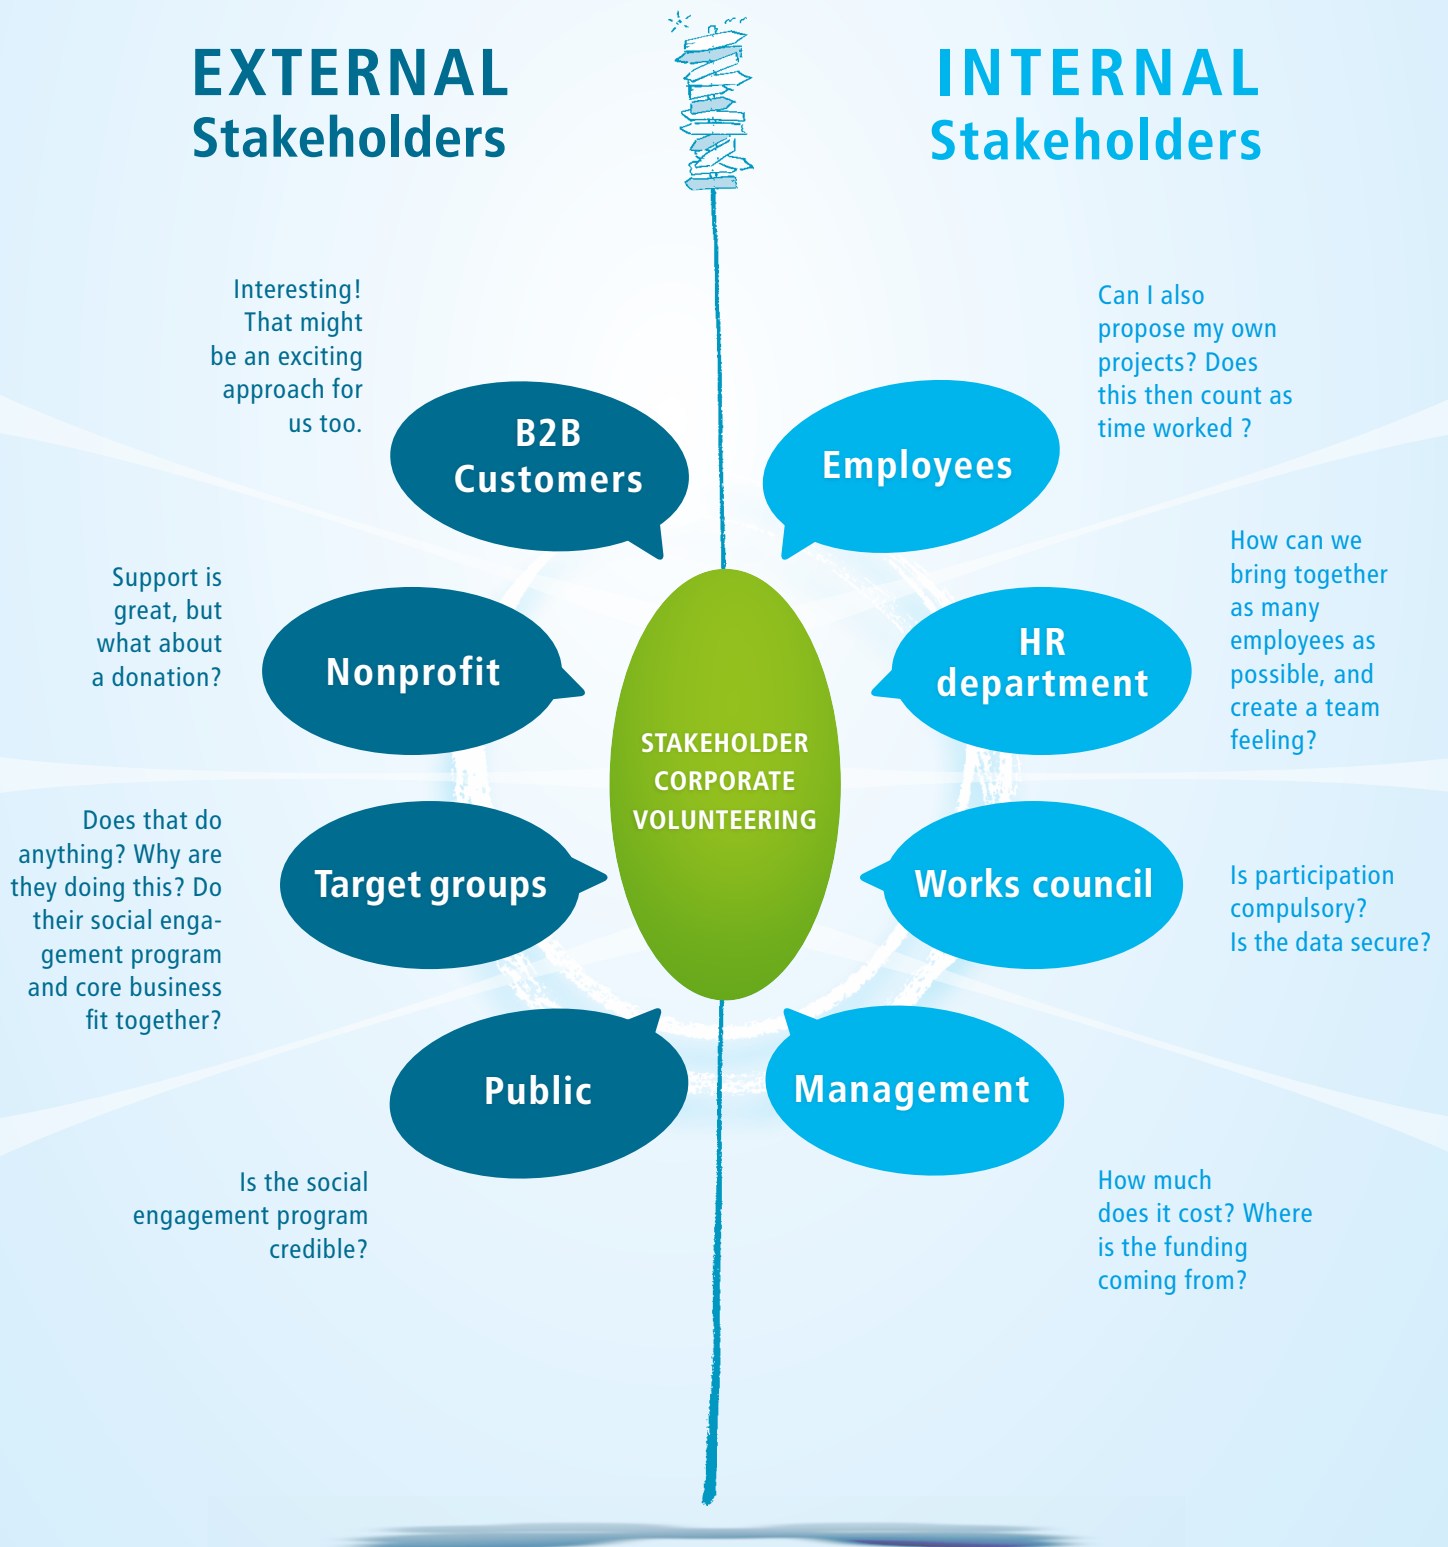 EXTERNAL
Stakeholders
INTERNAL
Stakeholders
Interesting!
That might
be an exciting
approach for
us too.
B2B
Customers
Support is
great, but
what about
a donation?
Nonprofit
Does that do
anything? Why are
they doing this? Do
their social enga-
gement program
and core business
fit together?
Target groups
Public
Is the social
engagement program
credible?
STAKEHOLDER
CORPORATE
VOLUNTEERING
Can I also
propose my own
projects? Does
this then count as
time worked ?
Employees
How can we
bring together
as many
employees as
possible, and
create a team
feeling?
HR
department
Works council
Is participation
compulsory?
Is the data secure?
Management
How much
does it cost? Where
is the funding
coming from?